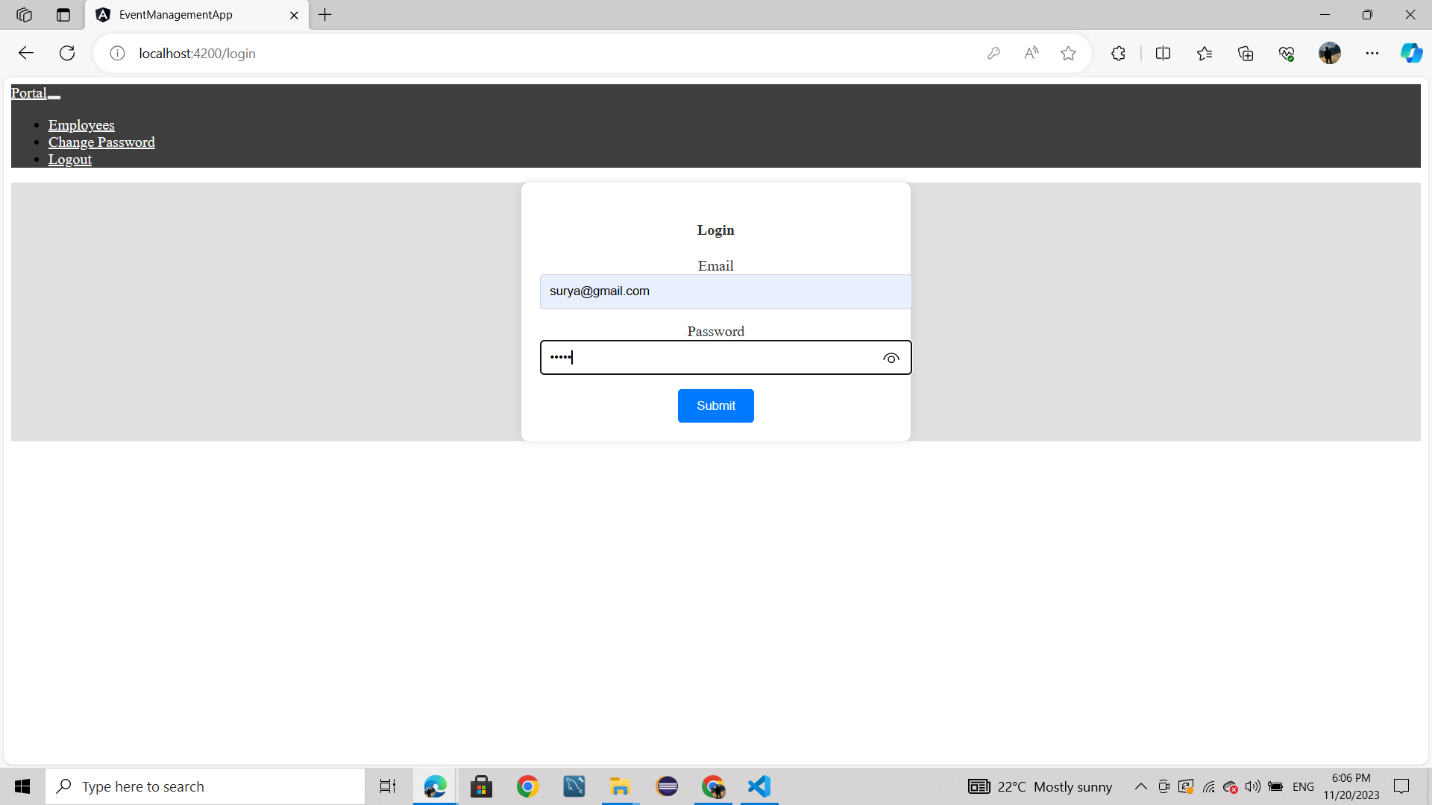 EventManagementApp
localhost:4200/login
Portal
Employees
Change Password
Logout
Login
Email
surya@gmail.com
Password
•••••
Submit
Type here to search
22°C Mostly sunny
ENG
6:06 PM
11/20/2023